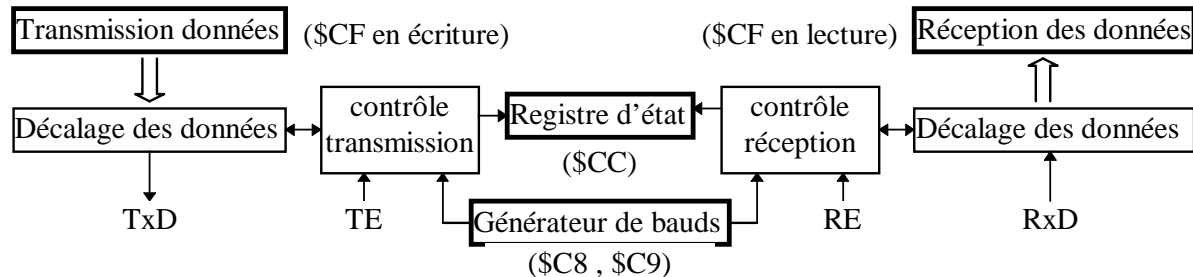 Transmission données
($CF en écriture)
($CF en lecture)
Réception des données
Décalage des données
contrôle
transmission
Registre d'état
($CC)
contrôle
réception
Décalage des données
TxD
TE
Générateur de bauds
($C8 , $C9)
RE
RxD